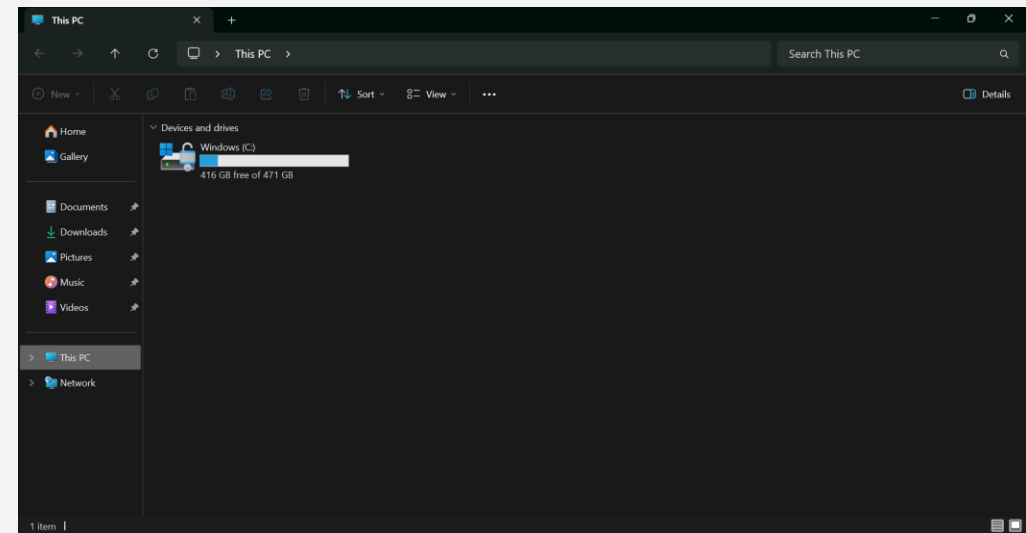 This PC
This PC
Search This PC
New
Sort
View
Details
Home
Gallery
Documents
Downloads
Pictures
Music
Videos
This PC
Network
Devices and drives
Windows (C:)
416 GB free of 471 GB
1 item